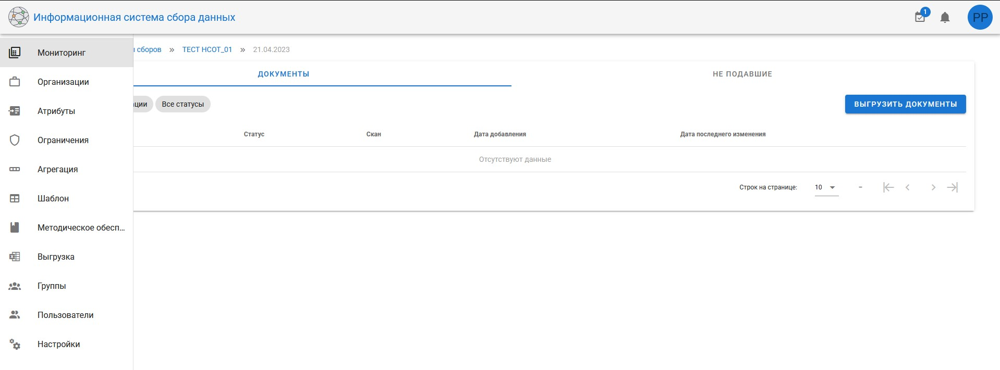 Информационная система сбора данных
1
PP
Мониторинг
Организации
Атрибуты
Ограничения
Агрегация
Шаблон
Методическое обесп...
Выгрузка
Группы
Пользователи
Настройки
сборов » ТЕСТ НСОТ_01 » 21.04.2023
ДОКУМЕНТЫ
НЕ ПОДАВШИЕ
ции
Все статусы
ВЫГРУЗИТЬ ДОКУМЕНТЫ
Статус Скан Дата добавления Дата последнего изменения
Отсутствуют данные
Строк на странице: 10 –